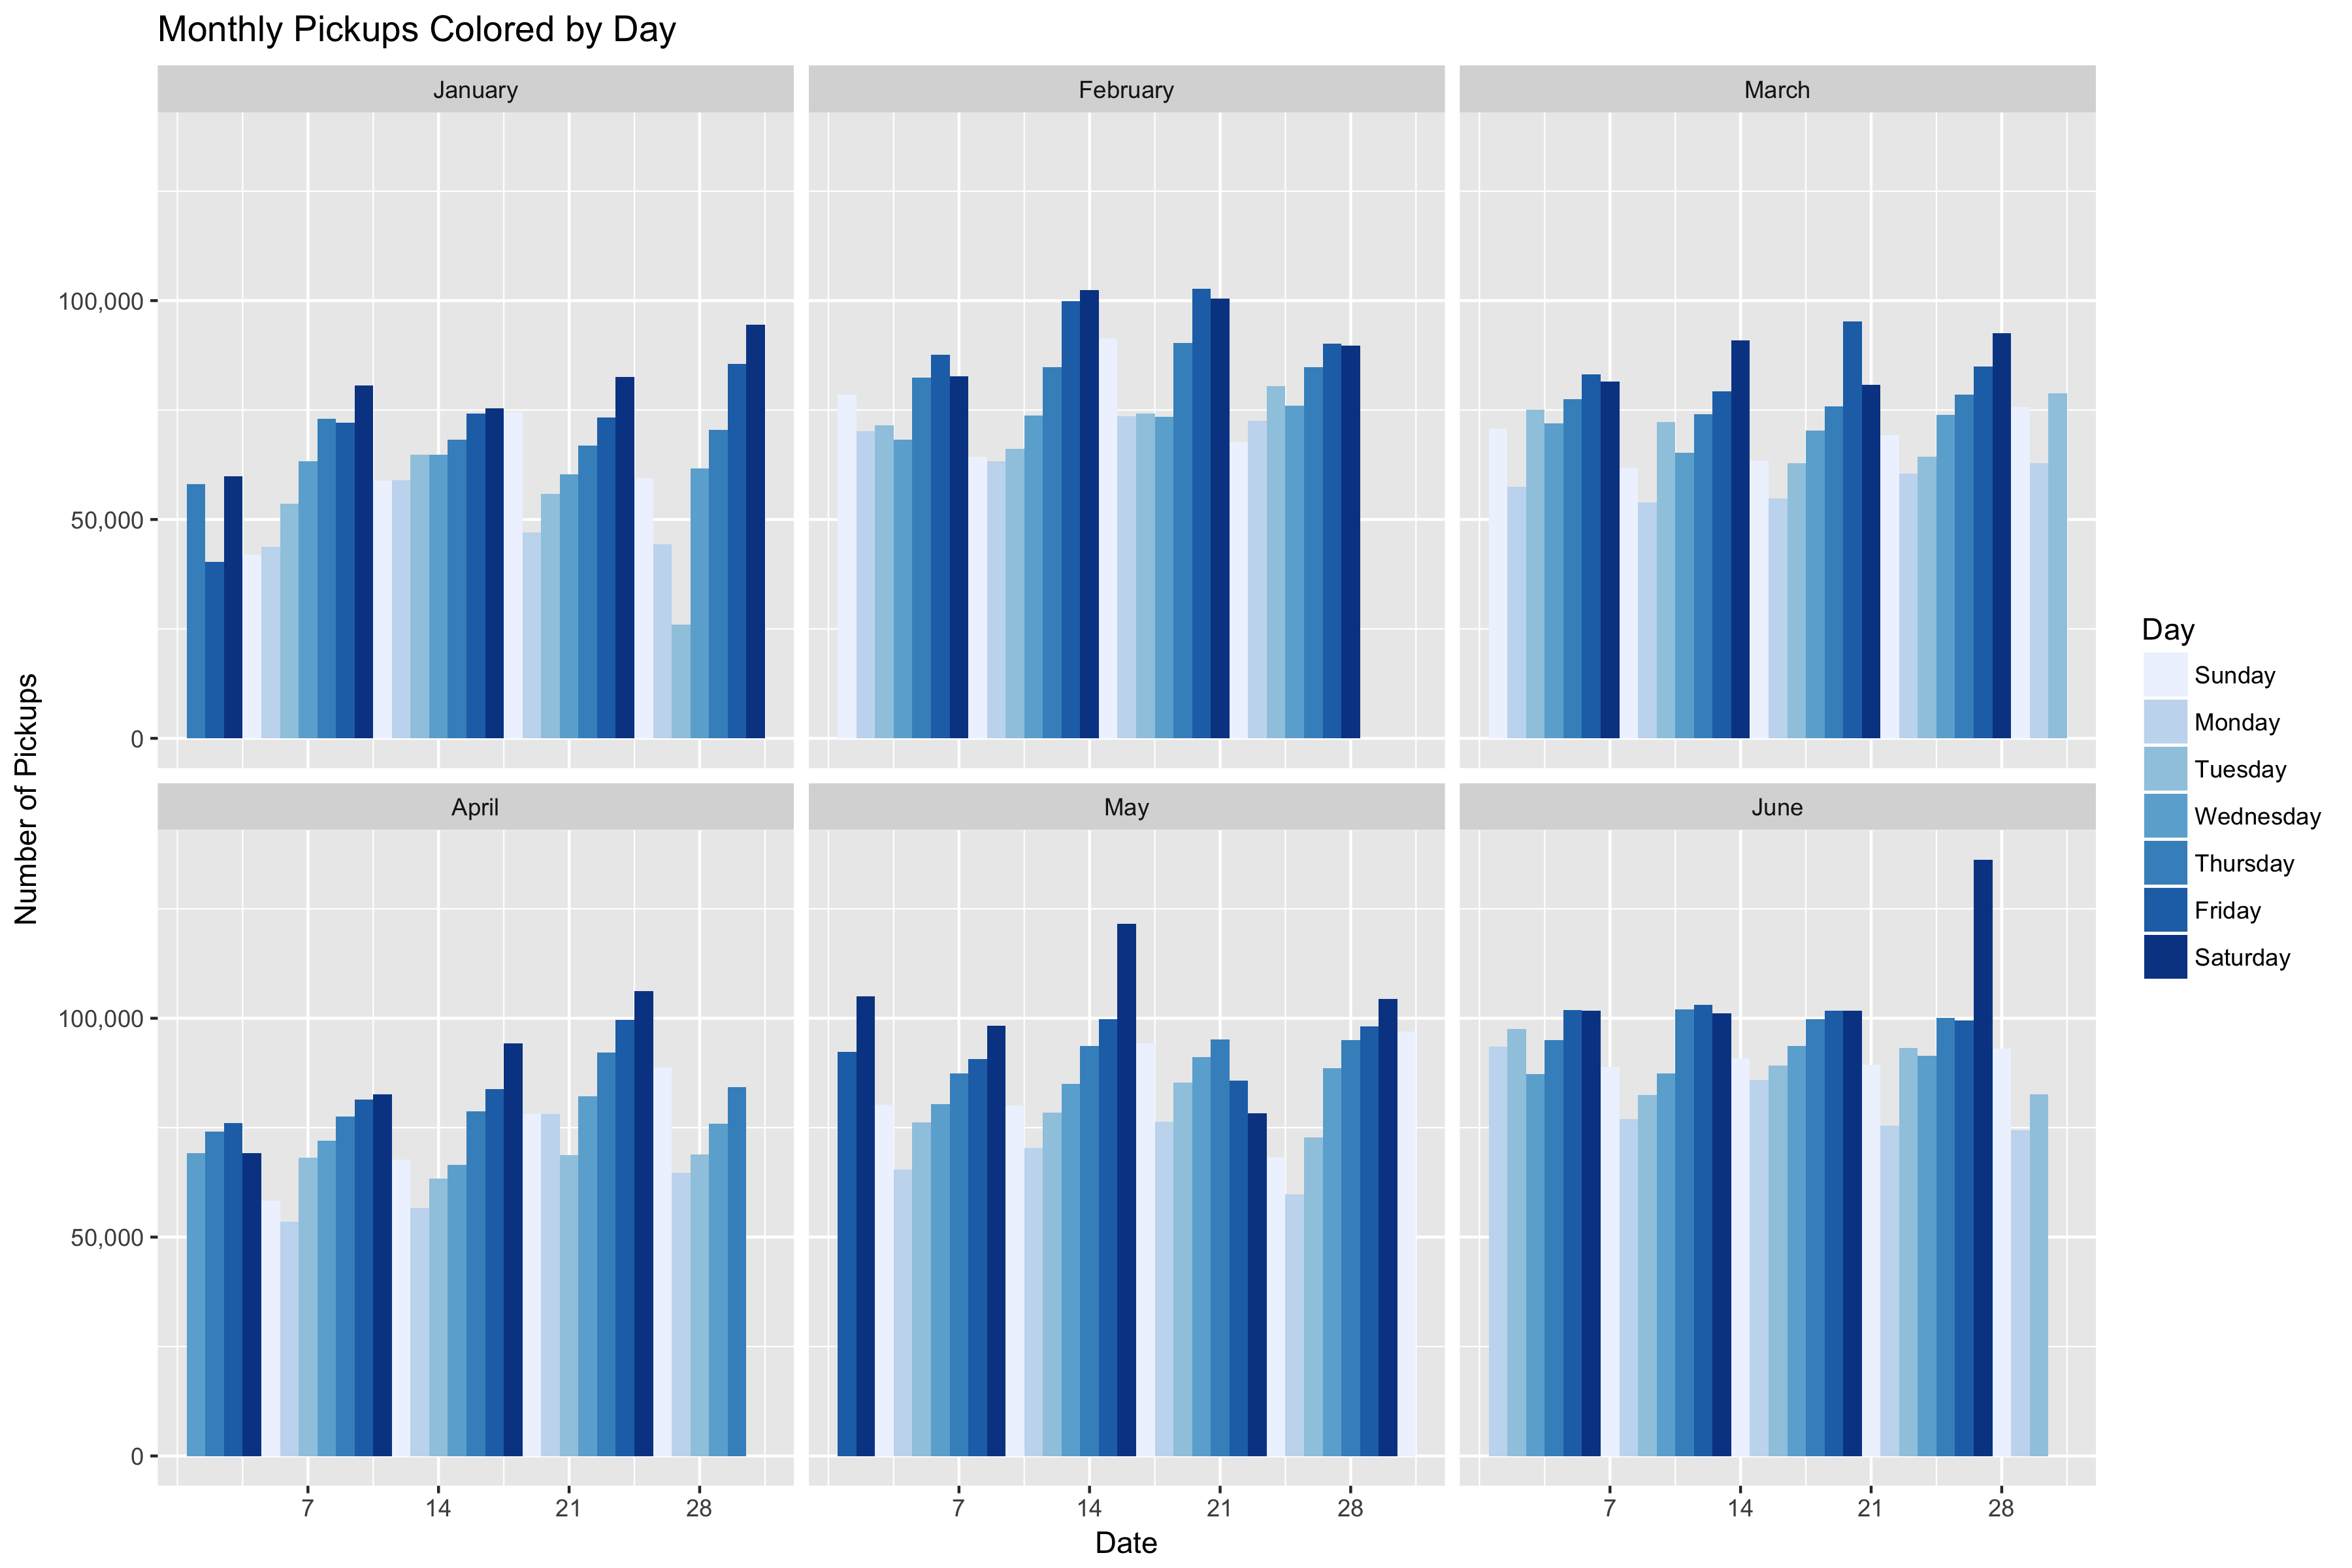 Monthly Pickups Colored by Day
January
February
March
100,000
50,000
0
April
May
June
100,000
50,000
0
7 14 21 28
7 14 21 28
7 14 21 28
Date
Number of Pickups
Day
Sunday
Monday
Tuesday
Wednesday
Thursday
Friday
Saturday